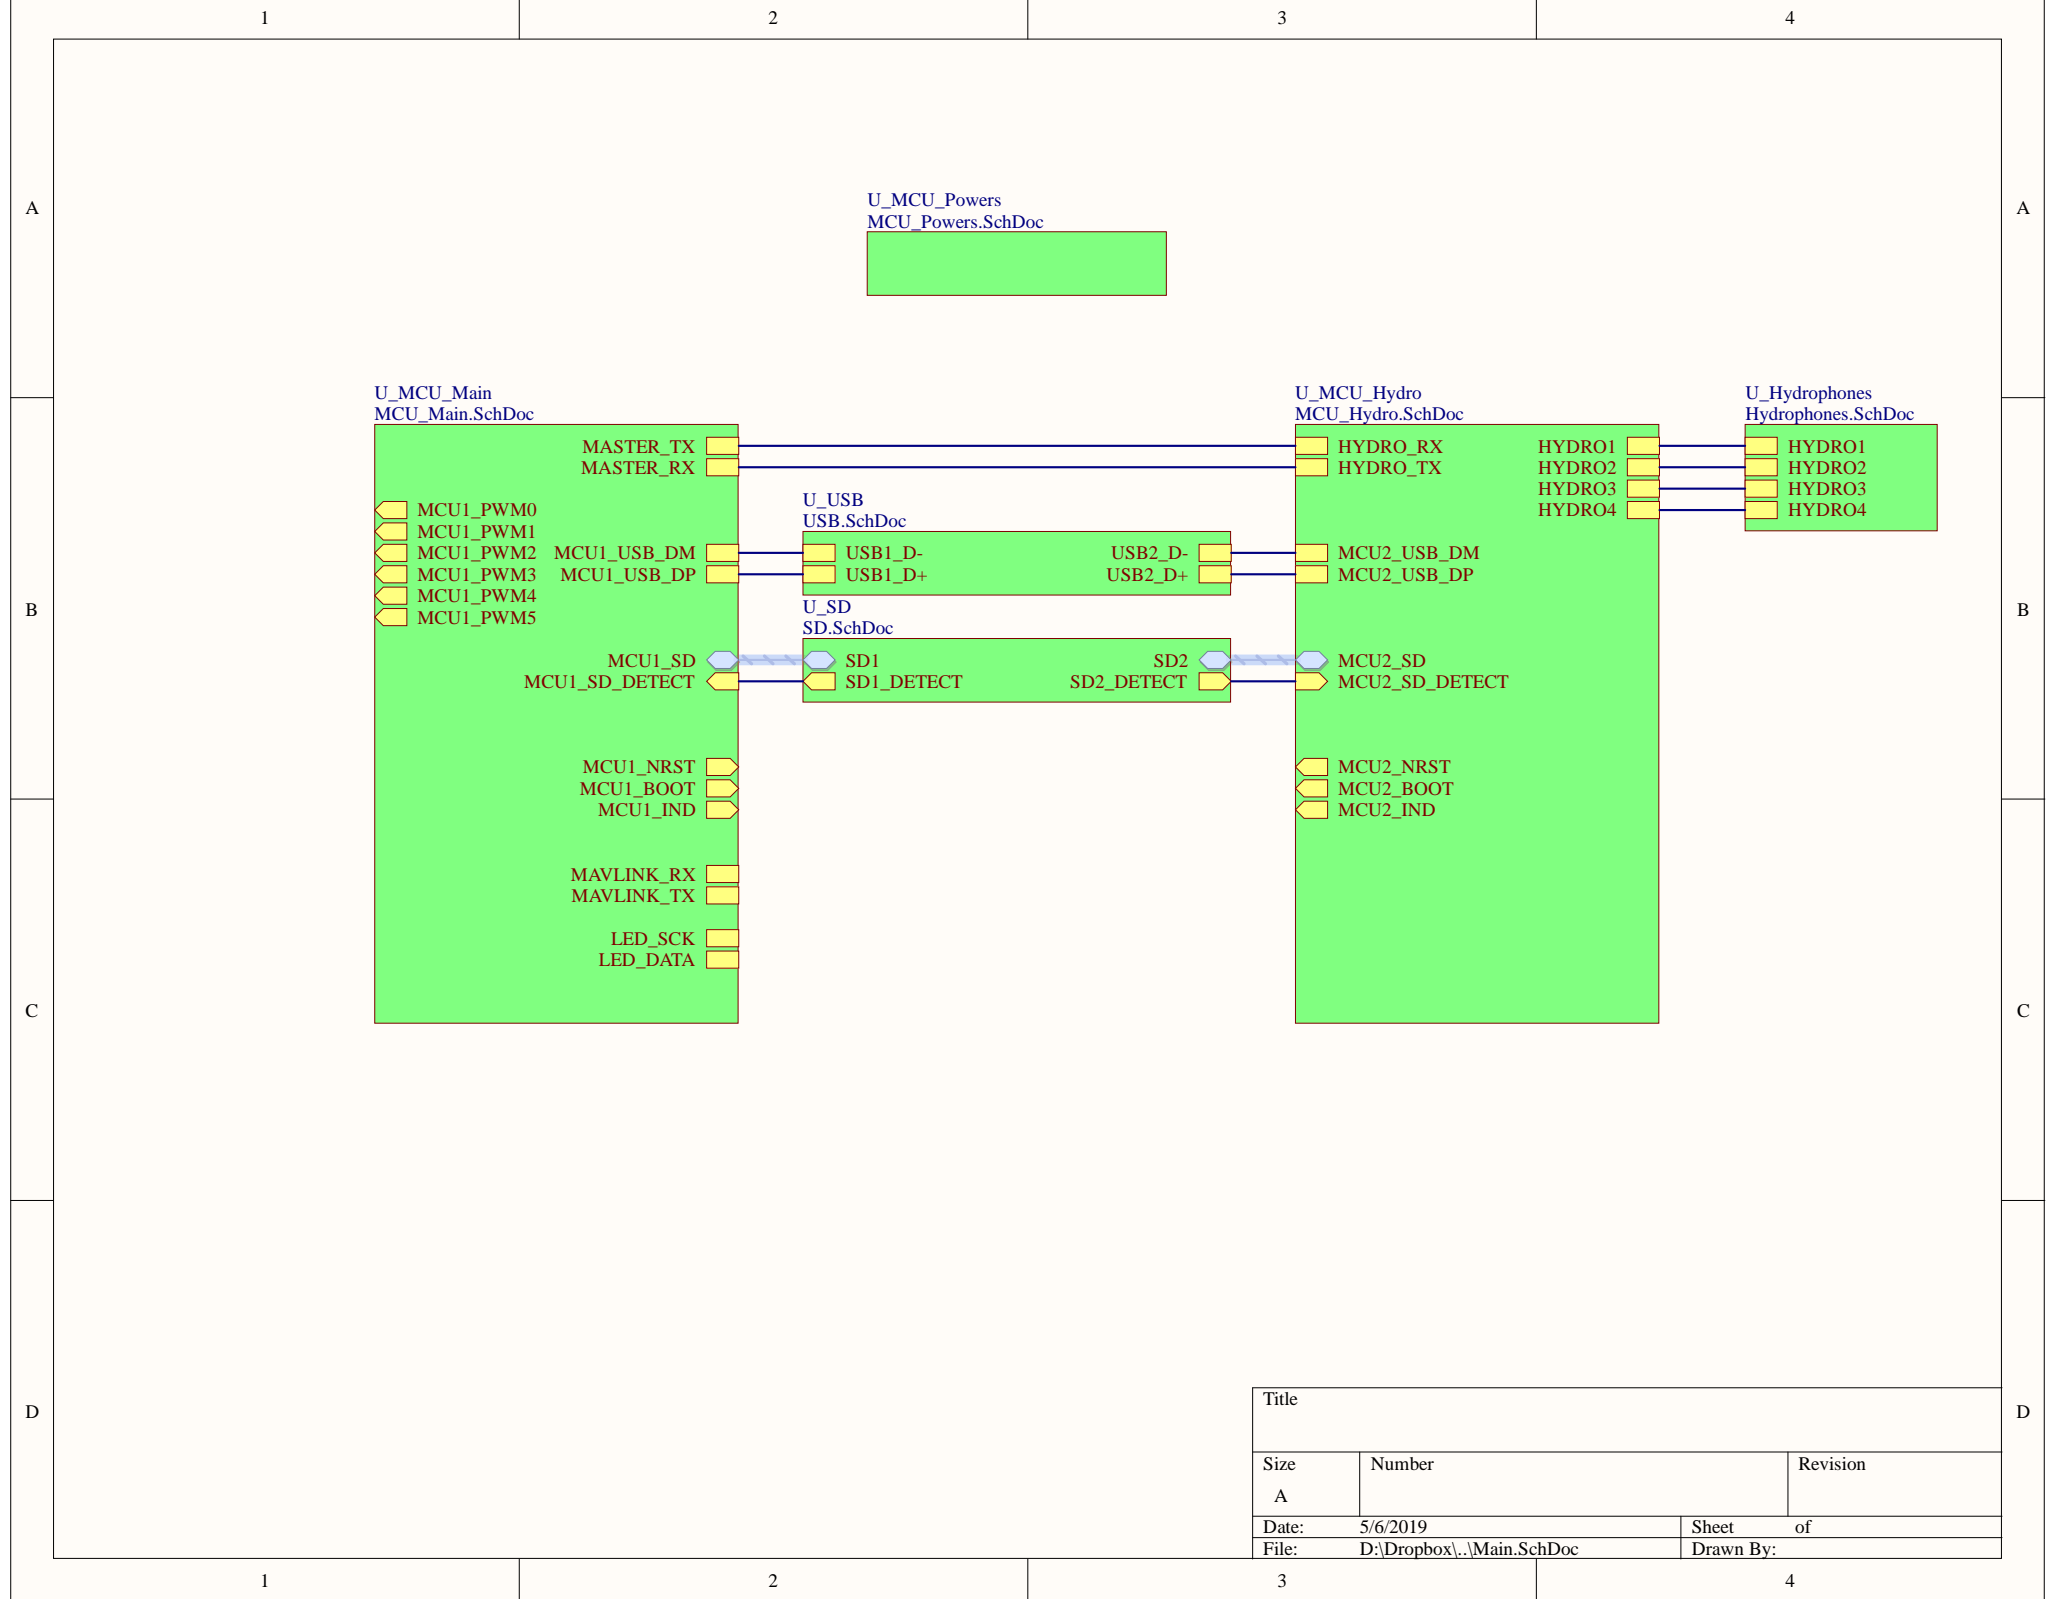 1 2 3 4
A A
U_MCU_Powers
MCU_Powers.SchDoc
U_MCU_Main
MCU_Main.SchDoc
MASTER_TX
MASTER_RX
MCU1_PWM0
MCU1_PWM1
MCU1_PWM2 MCU1_USB_DM
MCU1_PWM3 MCU1_USB_DP
MCU1_PWM4
MCU1_PWM5
MCU1_SD
MCU1_SD_DETECT
MCU1_NRST
MCU1_BOOT
MCU1_IND
MAVLINK_RX
MAVLINK_TX
LED_SCK
LED_DATA
U_USB
USB.SchDoc
USB1_D- USB2_D-
USB1_D+ USB2_D+
U_SD
SD.SchDoc
SD1 SD2
SD1_DETECT SD2_DETECT
U_MCU_Hydro
MCU_Hydro.SchDoc
HYDRO_RX HYDRO1
HYDRO_TX HYDRO2
HYDRO3
HYDRO4
MCU2_USB_DM
MCU2_USB_DP
MCU2_SD
MCU2_SD_DETECT
MCU2_NRST
MCU2_BOOT
MCU2_IND
U_Hydrophones
Hydrophones.SchDoc
HYDRO1
HYDRO2
HYDRO3
HYDRO4
B B
C C
D D
Title
Size Number Revision
A
Date: 5/6/2019 Sheet of
File: D:\Dropbox\..\Main.SchDoc Drawn By:
1 2 3 4